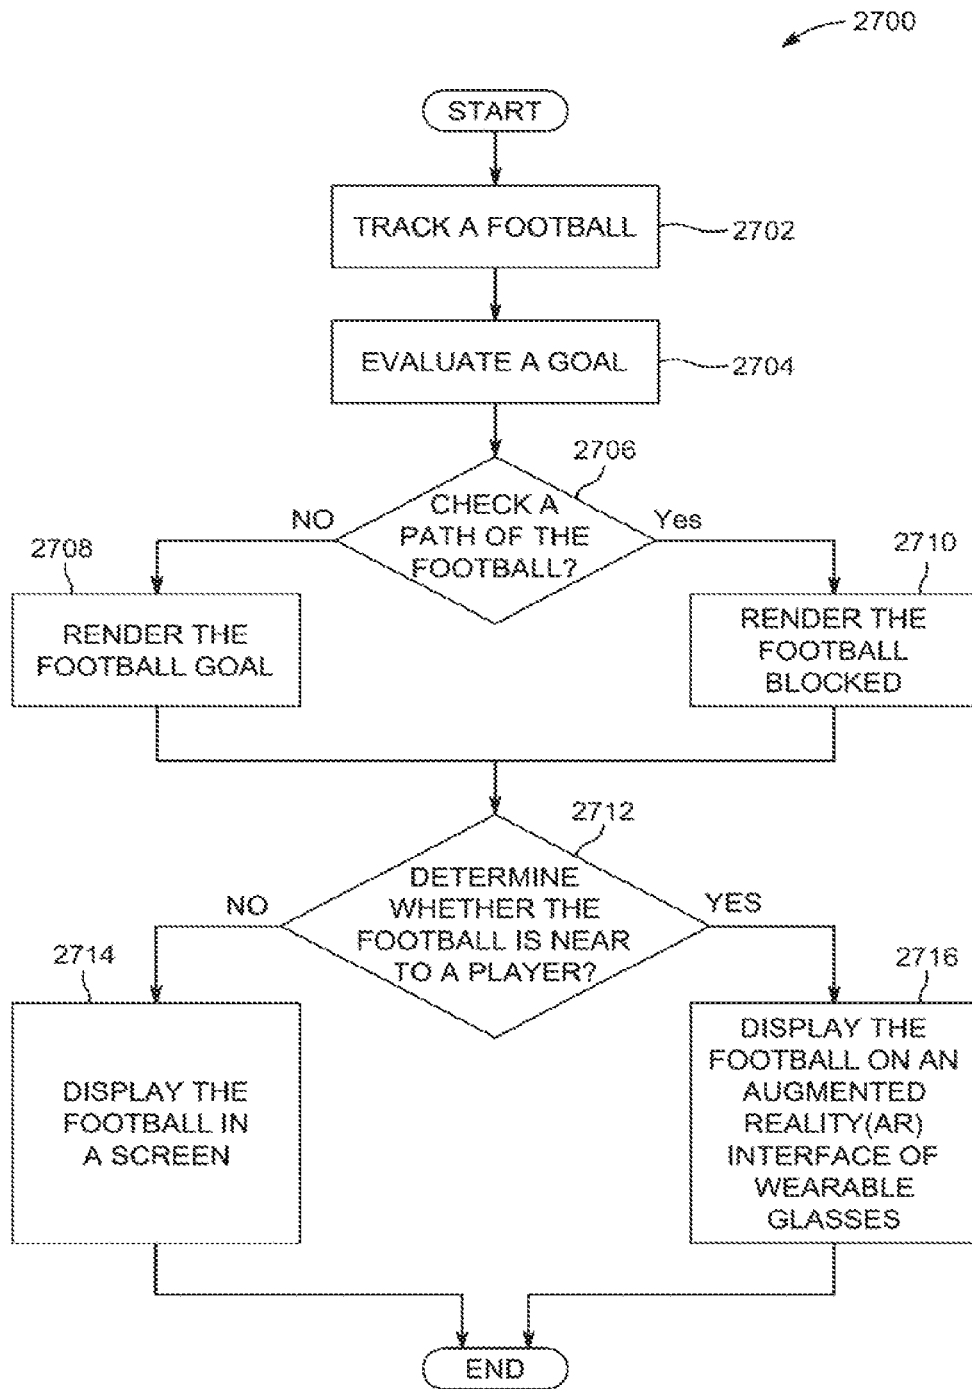 2700
START
TRACK A FOOTBALL
2702
EVALUATE A GOAL
2704
2706
CHECK A
PATH OF THE
FOOTBALL?
NO
Yes
2708
2710
RENDER THE
FOOTBALL GOAL
RENDER THE
FOOTBALL
BLOCKED
2712
DETERMINE
WHETHER THE
FOOTBALL IS NEAR
TO A PLAYER?
NO
YES
2714
2716
DISPLAY THE
FOOTBALL IN
A SCREEN
DISPLAY THE
FOOTBALL ON AN
AUGMENTED
REALITY(AR)
INTERFACE OF
WEARABLE
GLASSES
END